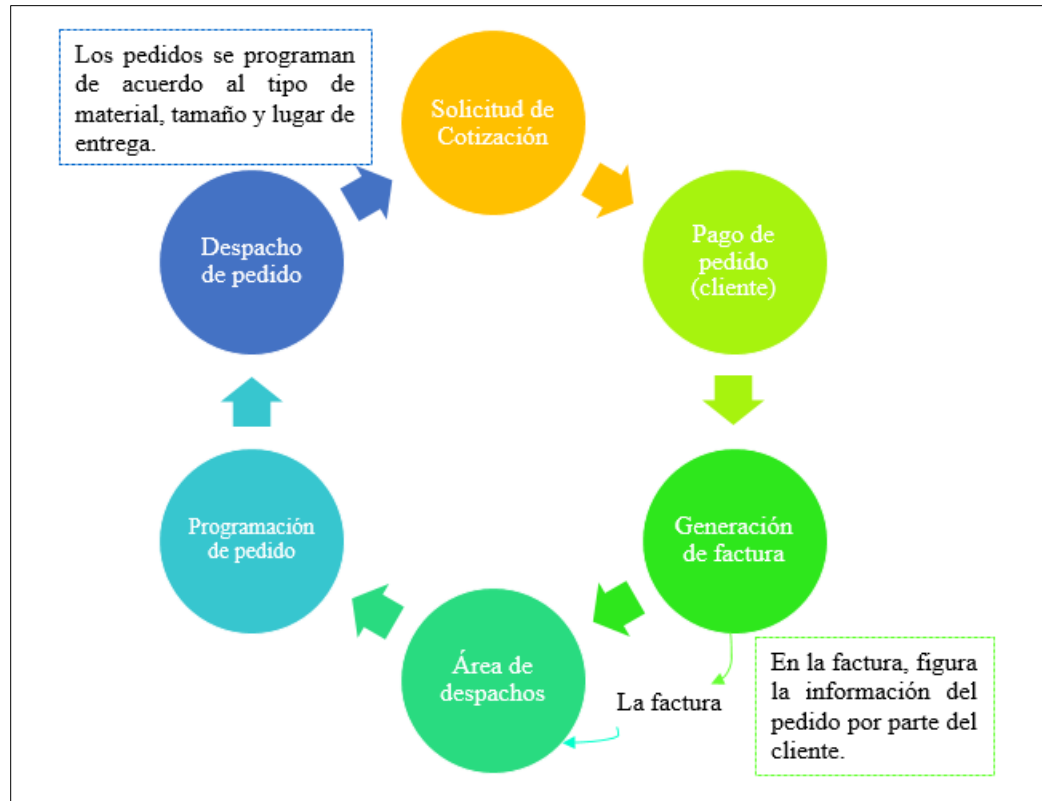 Los pedidos se programan
de acuerdo al tipo de
material, tamaño y lugar de
entrega.
Solicitud de
Cotización
Pago de
pedido
(cliente)
Generación
de factura
En la factura, figura
la información del
pedido por parte del
cliente.
La factura
Área de
despachos
Programación
de pedido
Despacho
de pedido